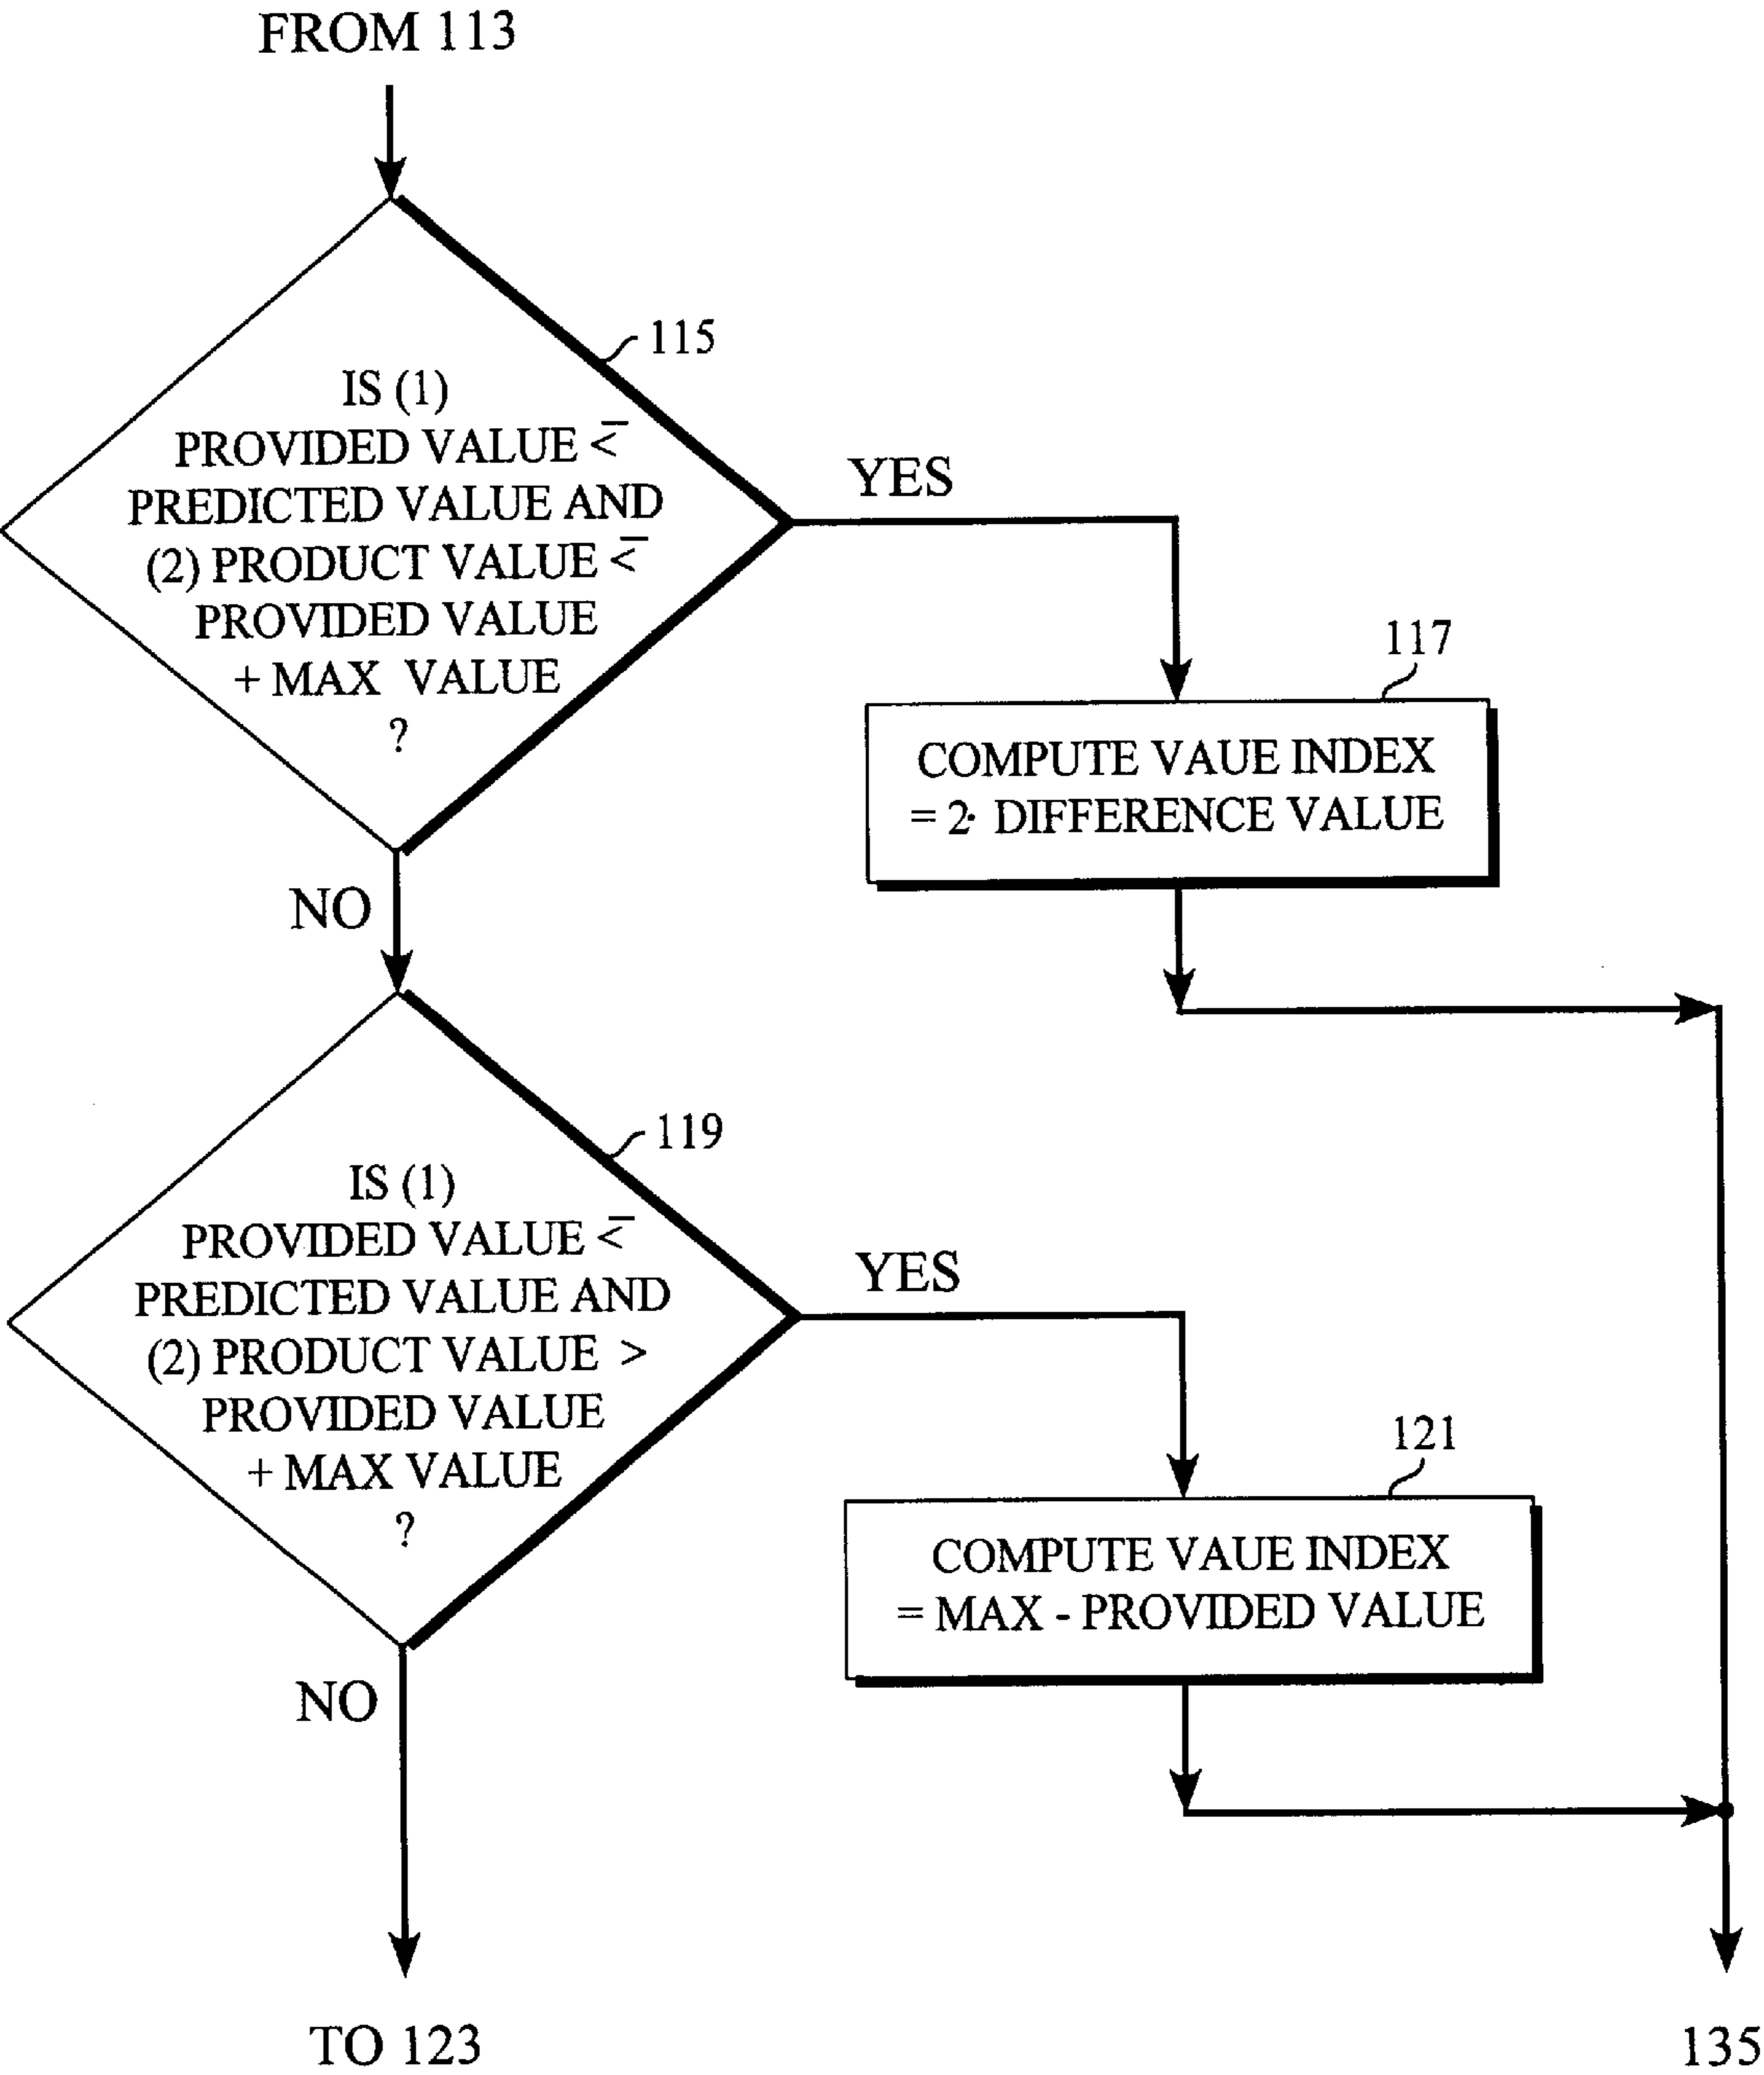 FROM 113
115
IS (1)
PROVIDED VALUE ≤
PREDICTED VALUE AND
(2) PRODUCT VALUE ≤
PROVIDED VALUE
+ MAX VALUE
?
YES
117
COMPUTE VAUE INDEX
= 2· DIFFERENCE VALUE
NO
119
IS (1)
PROVIDED VALUE ≤
PREDICTED VALUE AND
(2) PRODUCT VALUE >
PROVIDED VALUE
+ MAX VALUE
?
YES
121
COMPUTE VAUE INDEX
= MAX - PROVIDED VALUE
NO
TO 123
135